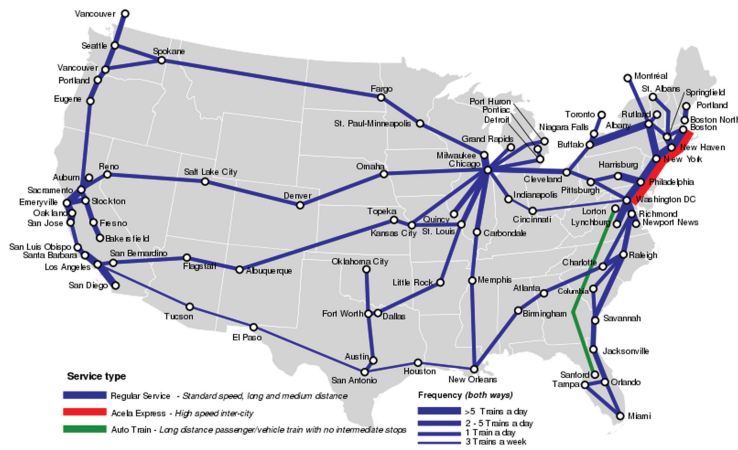 Vancouver
Seattle
Spokane
Vancouver
Portland
Eugene
Fargo
St. Paul-Minneapolis
Port Huron
Pontiac
Detroit
Grand Rapids
Milwaukee
Chicago
Toronto
Niagara Falls
Buffalo
Albany
Rutland
Montréal
St. Albans
Springfield
Portland
Boston North
Boston
New Haven
New York
Harrisburg
Philadelphia
Pittsburgh
Cleveland
Washington DC
Lorton
Richmond
Lynchburg
Newport News
Auburn
Reno
Sacramento
Emeryville
Stockton
Oakland
San Jose
Fresno
Bakersfield
San Luis Obispo
Santa Barbara
San Bernardino
Los Angeles
San Diego
Salt Lake City
Denver
Omaha
Topeka
Kansas City
Quincy
St. Louis
Indianapolis
Cincinnati
Carbondale
Flagstaff
Albuquerque
Oklahoma City
Little Rock
Memphis
Atlanta
Birmingham
Charlotte
Raleigh
Columbia
Savannah
Jacksonville
Sanford
Tampa
Orlando
Miami
Tucson
El Paso
Fort Worth
Dallas
Austin
San Antonio
Houston
New Orleans
Service type
Regular Service - Standard speed, long and medium distance
Acela Express - High speed inter-city
Auto Train - Long distance passenger/vehicle train with no intermediate stops
Frequency (both ways)
>5 Trains a day
2 - 5 Trains a day
1 Train a day
3 Trains a week